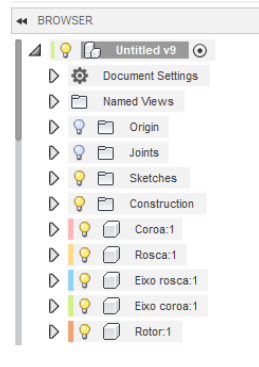 BROWSER
Untitled v9
Document Settings
Named Views
Origin
Joints
Sketches
Construction
Coroa:1
Rosca:1
Eixo rosca:1
Eixo coroa:1
Rotor:1